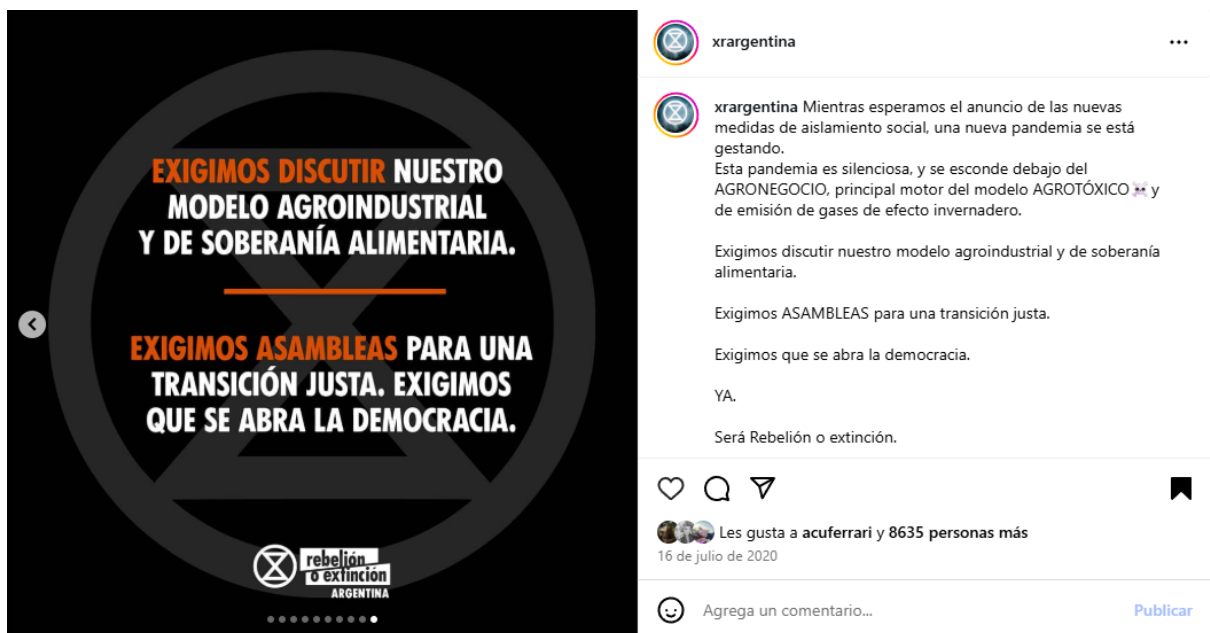 EXIGIMOS DISCUTIR NUESTRO
MODELO AGROINDUSTRIAL
Y DE SOBERANÍA ALIMENTARIA.
EXIGIMOS ASAMBLEAS PARA UNA
TRANSICIÓN JUSTA. EXIGIMOS
QUE SE ABRA LA DEMOCRACIA.
rebelión
o extinción
ARGENTINA
xrargentina
xrargentina Mientras esperamos el anuncio de las nuevas
medidas de aislamiento social, una nueva pandemia se está
gestando.
Esta pandemia es silenciosa, y se esconde debajo del
AGRONEGOCIO, principal motor del modelo AGROTÓXICO☠️ y
de emisión de gases de efecto invernadero.
Exigimos discutir nuestro modelo agroindustrial y de soberanía
alimentaria.
Exigimos ASAMBLEAS para una transición justa.
Exigimos que se abra la democracia.
YA.
Será Rebelión o extinción.
Les gusta a acuferrari y 8635 personas más
16 de julio de 2020
Agrega un comentario...
Publicar